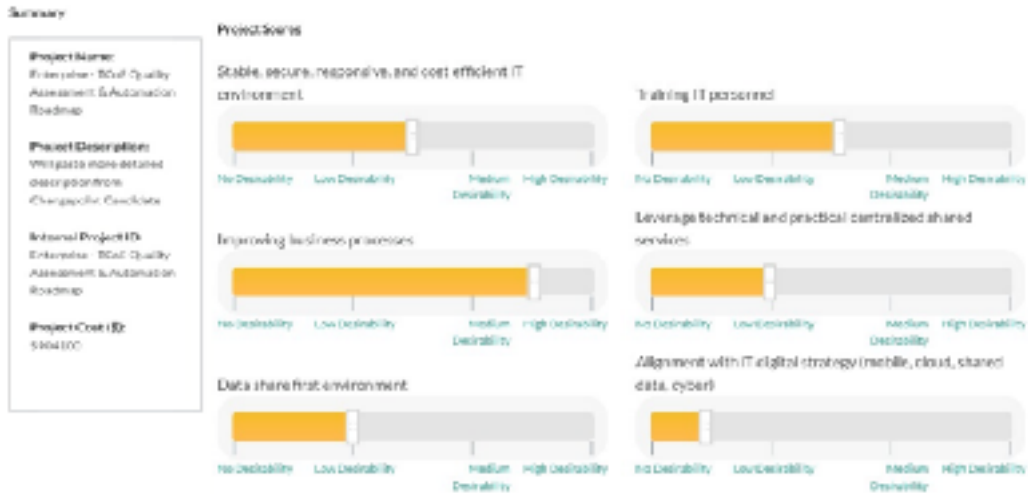 Summary
Project Name:
Enterprise - TCoE Quality
Assessment & Automation
Roadmap
Project Description:
Will paste more detailed
description from
Changepoint Candidate
Internal Project ID:
Enterprise - TCoE Quality
Assessment & Automation
Roadmap
Project Cost ($):
Project Scores
Stable, secure, responsive, and cost efficient IT
environment
No Desirability Low Desirability Medium Desirability High Desirability
Training IT personnel
No Desirability Low Desirability Medium Desirability High Desirability
Improving business processes
No Desirability Low Desirability Medium Desirability High Desirability
Leverage technical and practical centralized shared
services
No Desirability Low Desirability Medium Desirability High Desirability
Data share first environment
No Desirability Low Desirability Medium Desirability High Desirability
Alignment with IT digital strategy (mobile, cloud, shared
data, cyber)
No Desirability Low Desirability Medium Desirability High Desirability